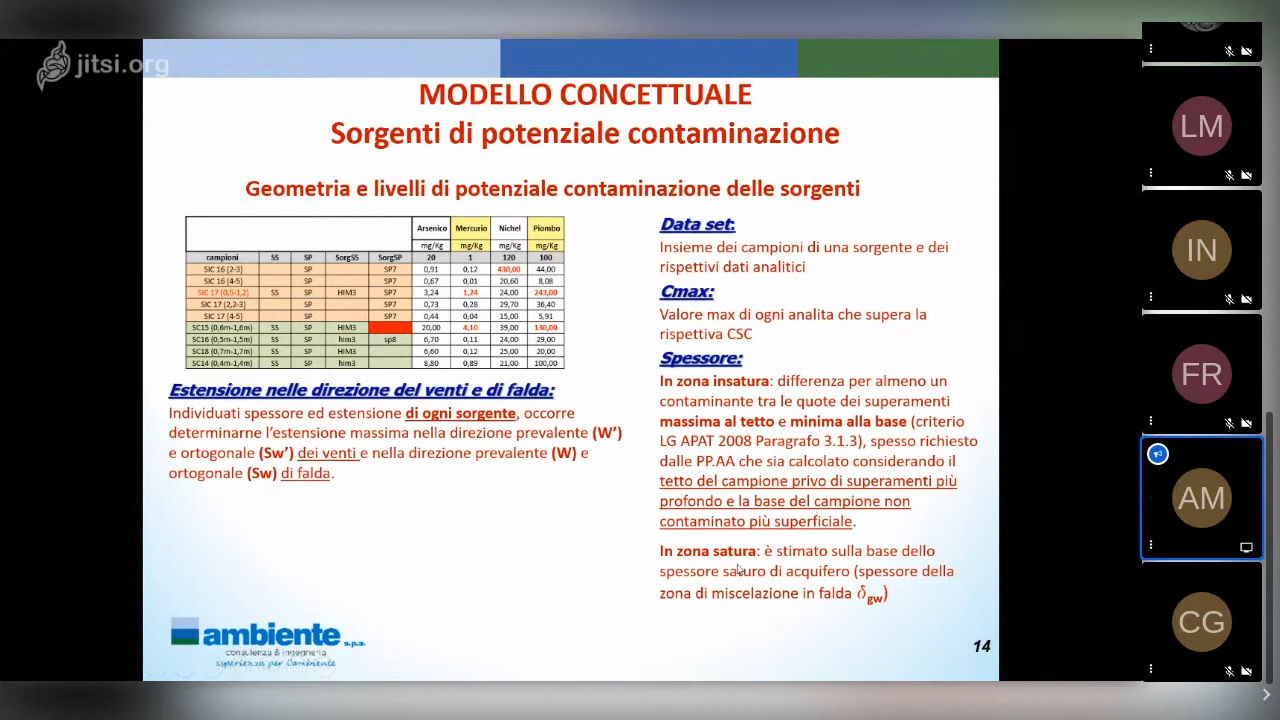 jitsi.org
MODELLO CONCETTUALE
Sorgenti di potenziale contaminazione
Geometria e livelli di potenziale contaminazione delle sorgenti
Arsenico Mercurio Nichel Piombo
mg/Kg mg/Kg mg/Kg mg/Kg
campioni SS SP SorgSS SorgSP 20 1 120 100
SIC 16 (2-3) SP SP7 0,91 0,12 430,00 44,00
SIC 16 (4-5) SP SP7 0,67 0,01 20,60 8,08
SIC 17 (0,5-1,2) SS SP HIM3 SP7 3,24 1,24 24,00 243,00
SIC 17 (2,2-3) SP SP7 0,73 0,28 29,70 36,40
SIC 17 (4-5) SP SP7 0,44 0,04 15,00 5,91
SC15 (0,6m-1,6m) SS SP HIM3 20,00 4,10 39,00 130,00
SC16 (0,5m-1,5m) SS SP him3 sp8 6,70 0,11 24,00 29,00
SC18 (0,7m-1,7m) SS SP HIM3 6,60 0,12 25,00 20,00
SC14 (0,4m-1,4m) SS SP him3 8,80 0,89 21,00 100,00
Estensione nelle direzione del venti e di falda:
Individuati spessore ed estensione di ogni sorgente, occorre
determinarne l'estensione massima nella direzione prevalente (W')
e ortogonale (Sw') dei venti e nella direzione prevalente (W) e
ortogonale (Sw) di falda.
Data set:
Insieme dei campioni di una sorgente e dei
rispettivi dati analitici
Cmax:
Valore max di ogni analita che supera la
rispettiva CSC
Spessore:
In zona insatura: differenza per almeno un
contaminante tra le quote dei superamenti
massima al tetto e minima alla base (criterio
LG APAT 2008 Paragrafo 3.1.3), spesso richiesto
dalle PP.AA che sia calcolato considerando il
tetto del campione privo di superamenti più
profondo e la base del campione non
contaminato più superficiale.
In zona satura: è stimato sulla base dello
spessore saturo di acquifero (spessore della
zona di miscelazione in falda δgw)
ambiente s.p.a.
consulenza & ingegneria
esperienza per l'ambiente
14
LM
IN
FR
AM
CG